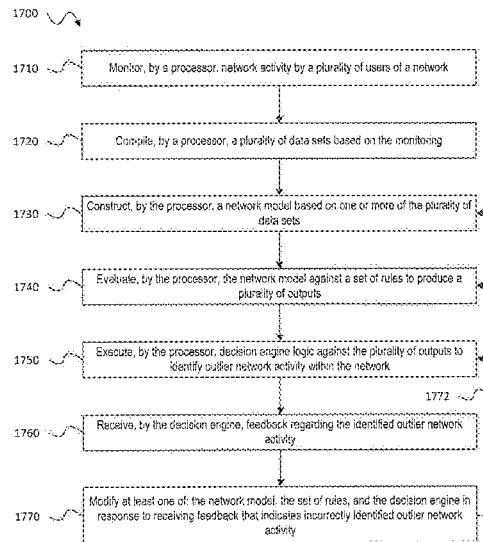 1700
1710
Monitor, by a processor, network activity by a plurality of users of a network
1720
Compile, by a processor, a plurality of data sets based on the monitoring
1730
Construct, by the processor, a network model based on one or more of the plurality of
data sets
1740
Evaluate, by the processor, the network model against a set of rules to produce a
plurality of outputs
1750
Execute, by the processor, decision engine logic against the plurality of outputs to
identify outlier network activity within the network
1772
1760
Receive, by the decision engine, feedback regarding the identified outlier network
activity
1770
Modify at least one of: the network model, the set of rules, and the decision engine in
response to receiving feedback that indicates incorrectly identified outlier network
activity